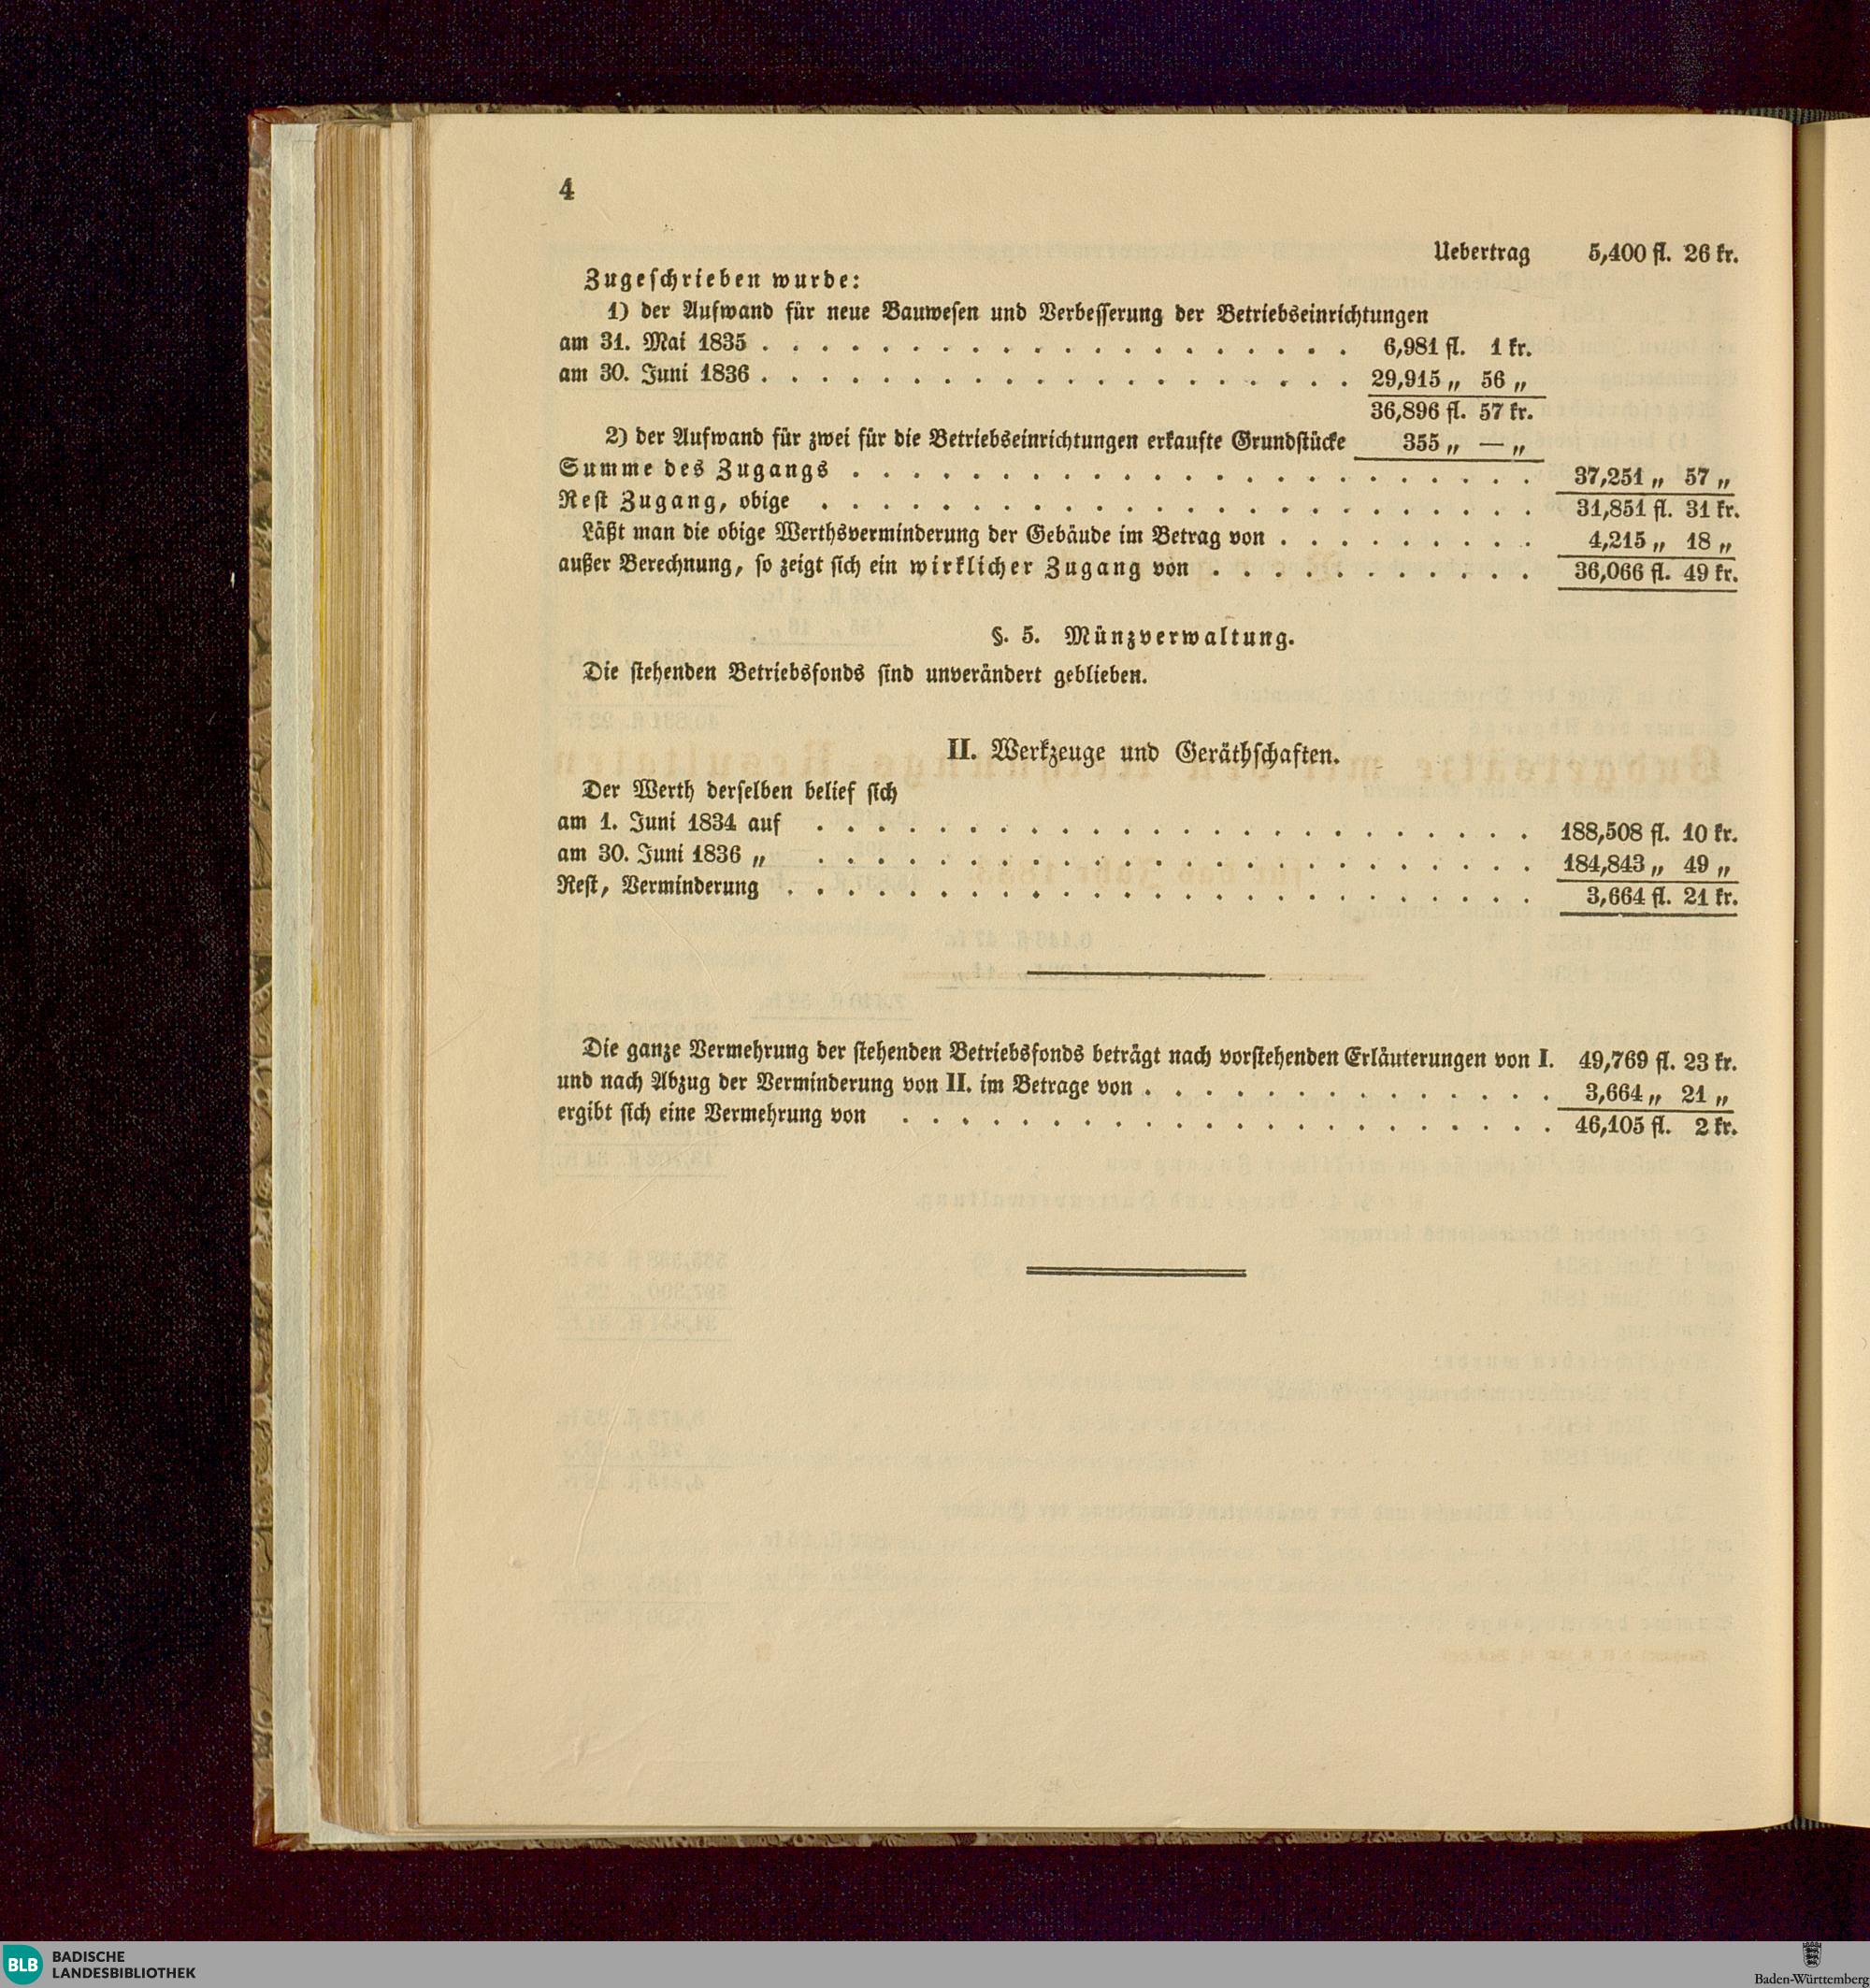 4
Uebertrag 5,400 fl. 26 kr.
Zugeschrieben wurde:
1) der Aufwand für neue Bauwesen und Verbesserung der Betriebseinrichtungen
am 31. Mai 1835 . . . . . . . . . . . . . . . . . . . . 6,981 fl. 1 kr.
am 30. Juni 1836 . . . . . . . . . . . . . . . . . . . . 29,915 „ 56 „
36,896 fl. 57 kr.
2) der Aufwand für zwei für die Betriebseinrichtungen erkaufte Grundstücke 355 „ — „
Summe des Zugangs . . . . . . . . . . . . . . . . . . . . . . . 37,251 „ 57 „
Rest Zugang, obige . . . . . . . . . . . . . . . . . . . . . . . . 31,851 fl. 31 kr.
Läßt man die obige Werthsverminderung der Gebäude im Betrag von . . . . . . . . . 4,215 „ 18 „
außer Berechnung, so zeigt sich ein wirklicher Zugang von . . . . . . . . . . . 36,066 fl. 49 kr.
§. 5. Münzverwaltung.
Die stehenden Betriebsfonds sind unverändert geblieben.
II. Werkzeuge und Geräthschaften.
Der Werth derselben belief sich
am 1. Juni 1834 auf . . . . . . . . . . . . . . . . . . . . . . . . 188,508 fl. 10 kr.
am 30. Juni 1836 „ . . . . . . . . . . . . . . . . . . . . . . . . 184,843 „ 49 „
Rest, Verminderung . . . . . . . . . . . . . . . . . . . . . . . . . 3,664 fl. 21 kr.
Die ganze Vermehrung der stehenden Betriebsfonds beträgt nach vorstehenden Erläuterungen von I. 49,769 fl. 23 kr.
und nach Abzug der Verminderung von II. im Betrage von . . . . . . . . . . . . . . 3,664 „ 21 „
ergibt sich eine Vermehrung von . . . . . . . . . . . . . . . . . . . . . . 46,105 fl. 2 kr.
BLB BADISCHE
LANDESBIBLIOTHEK
Baden-Württemberg